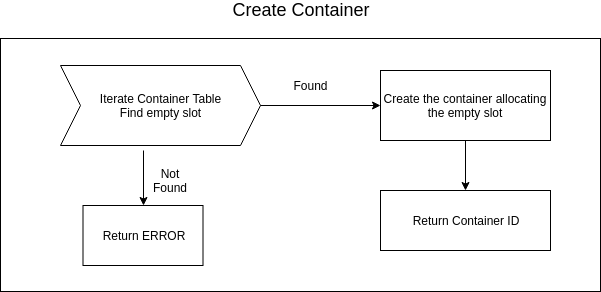 Create Container
Iterate Container Table
Find empty slot
Found
Create the container allocating
the empty slot
Not
Found
Return ERROR
Return Container ID